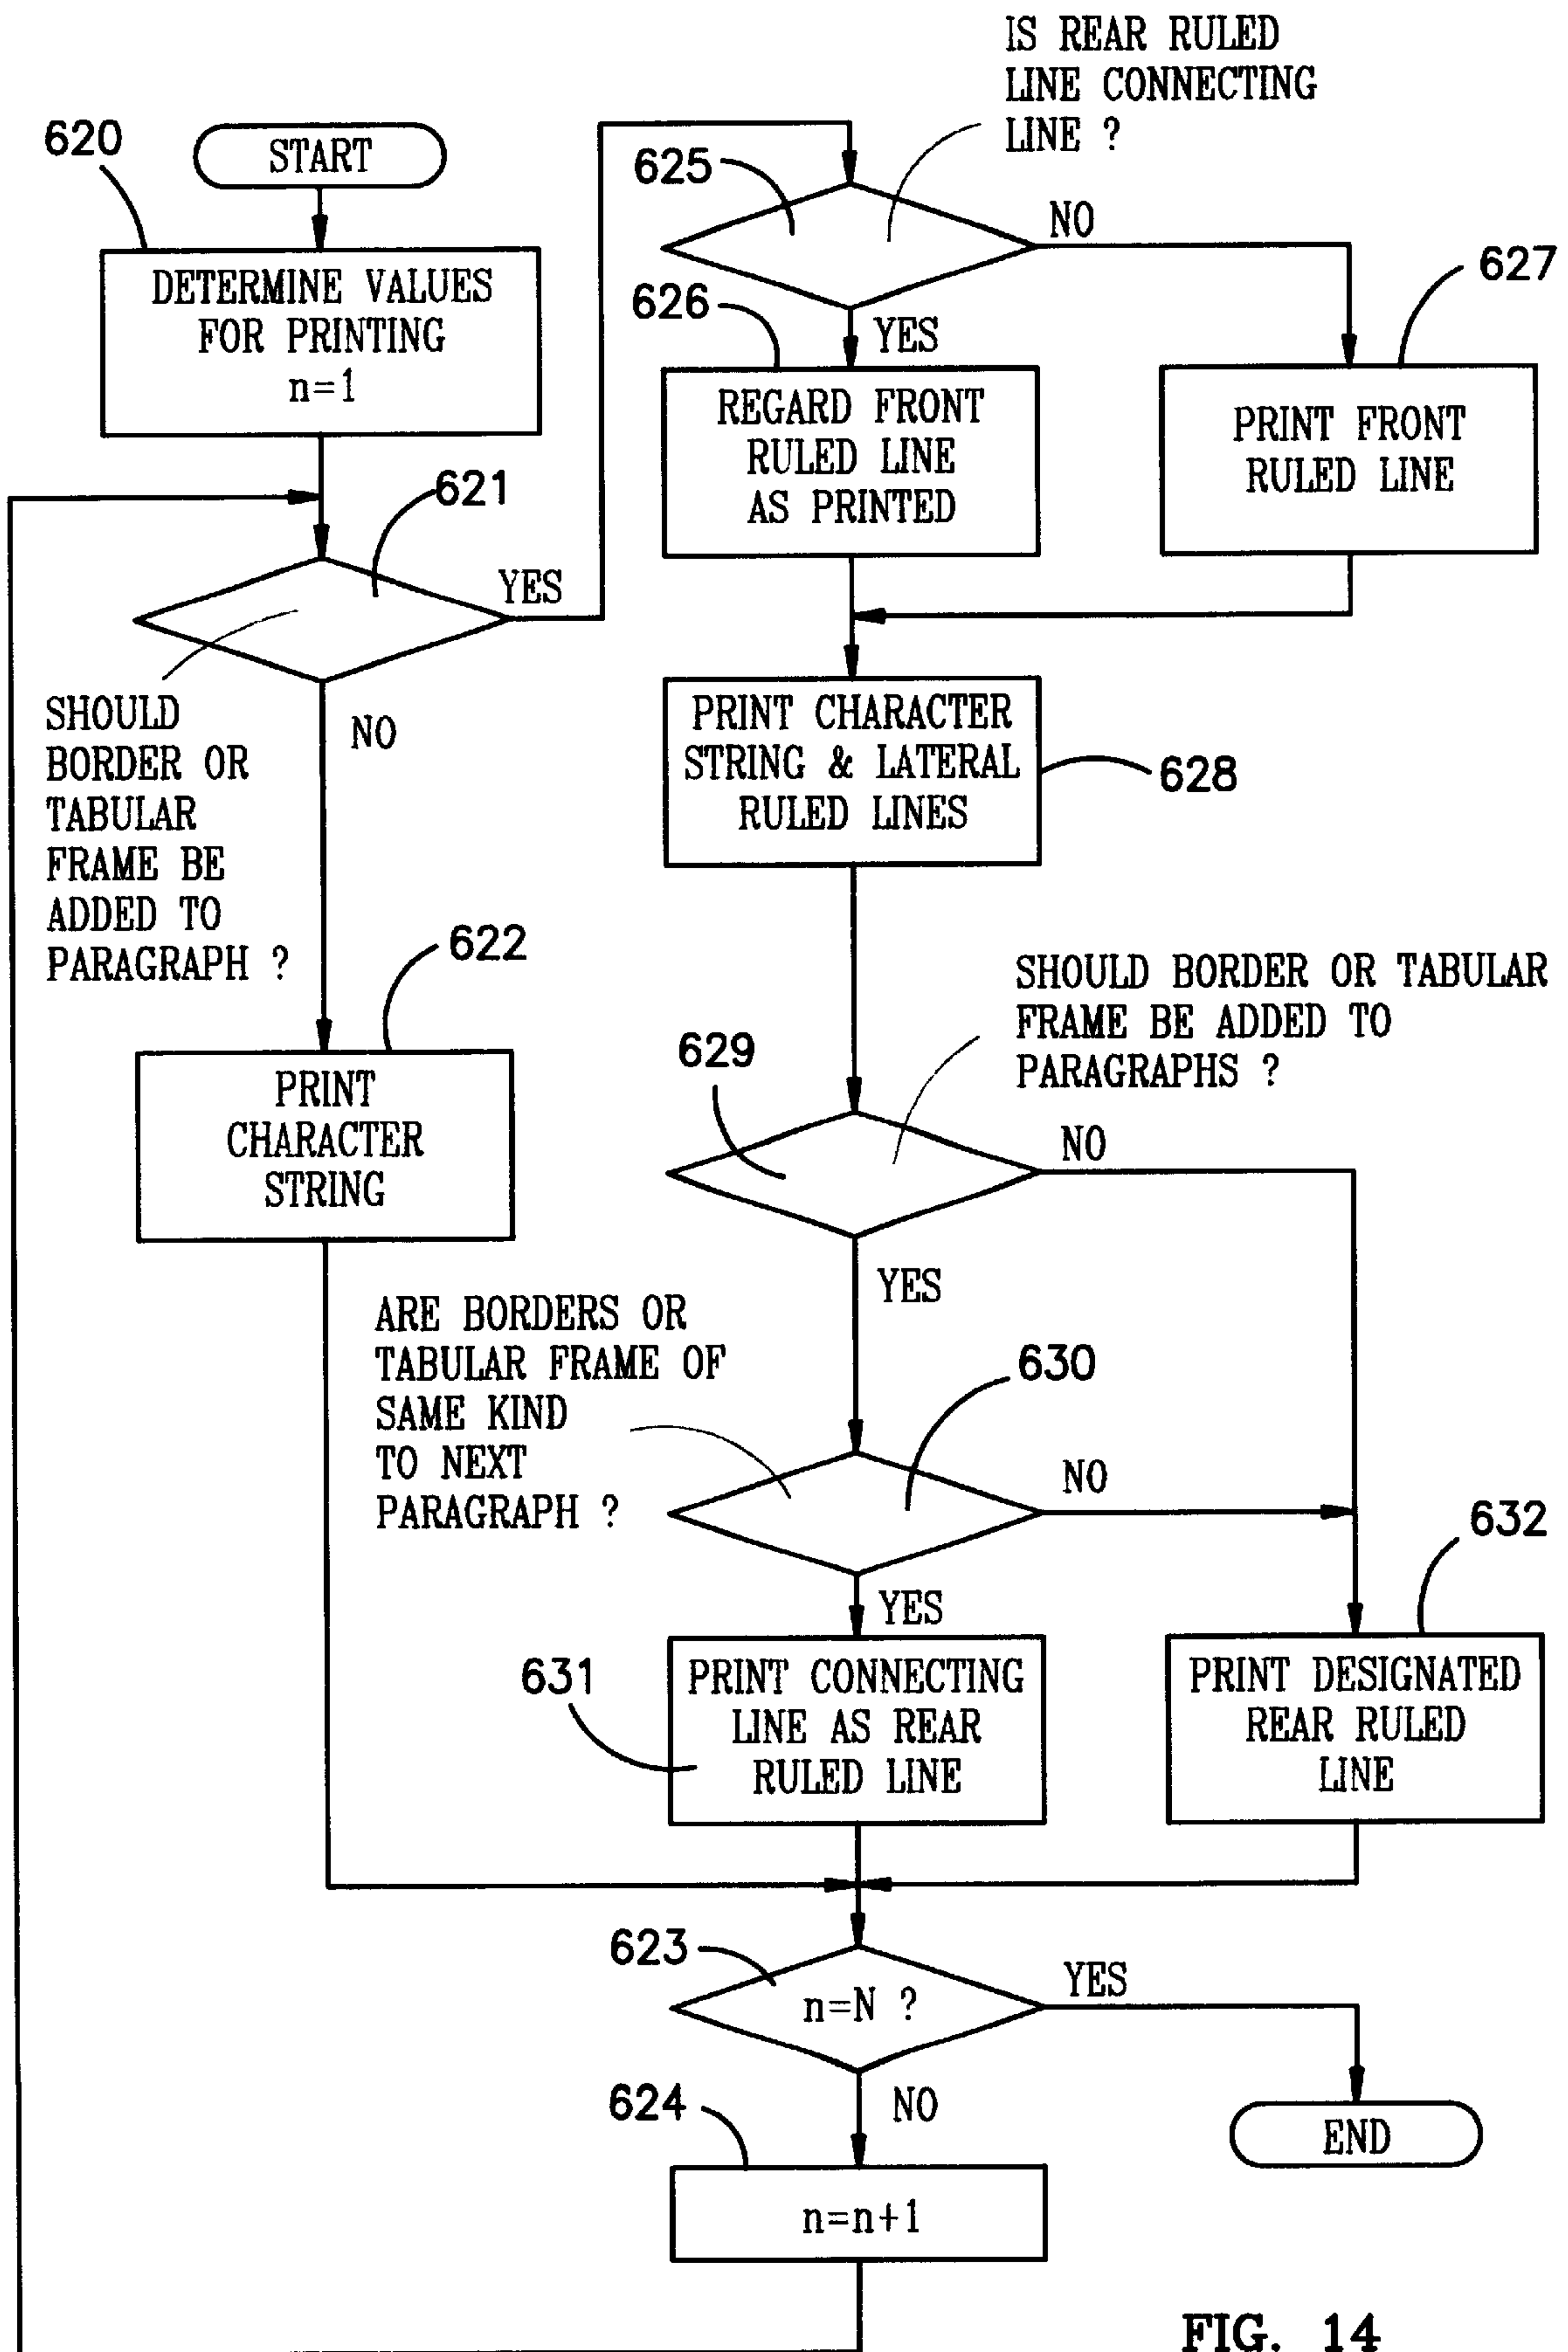 START
620
DETERMINE VALUES
FOR PRINTING
n=1
621
YES
SHOULD
BORDER OR
TABULAR
FRAME BE
ADDED TO
PARAGRAPH ?
NO
622
PRINT
CHARACTER
STRING
IS REAR RULED
LINE CONNECTING
LINE ?
625
NO
626
YES
627
REGARD FRONT
RULED LINE
AS PRINTED
PRINT FRONT
RULED LINE
PRINT CHARACTER
STRING & LATERAL
RULED LINES
628
SHOULD BORDER OR TABULAR
FRAME BE ADDED TO
PARAGRAPHS ?
629
NO
YES
ARE BORDERS OR
TABULAR FRAME OF
SAME KIND
TO NEXT
PARAGRAPH ?
630
NO
YES
632
631
PRINT CONNECTING
LINE AS REAR
RULED LINE
PRINT DESIGNATED
REAR RULED
LINE
623
n=N ?
YES
NO
END
624
n=n+1
FIG. 14